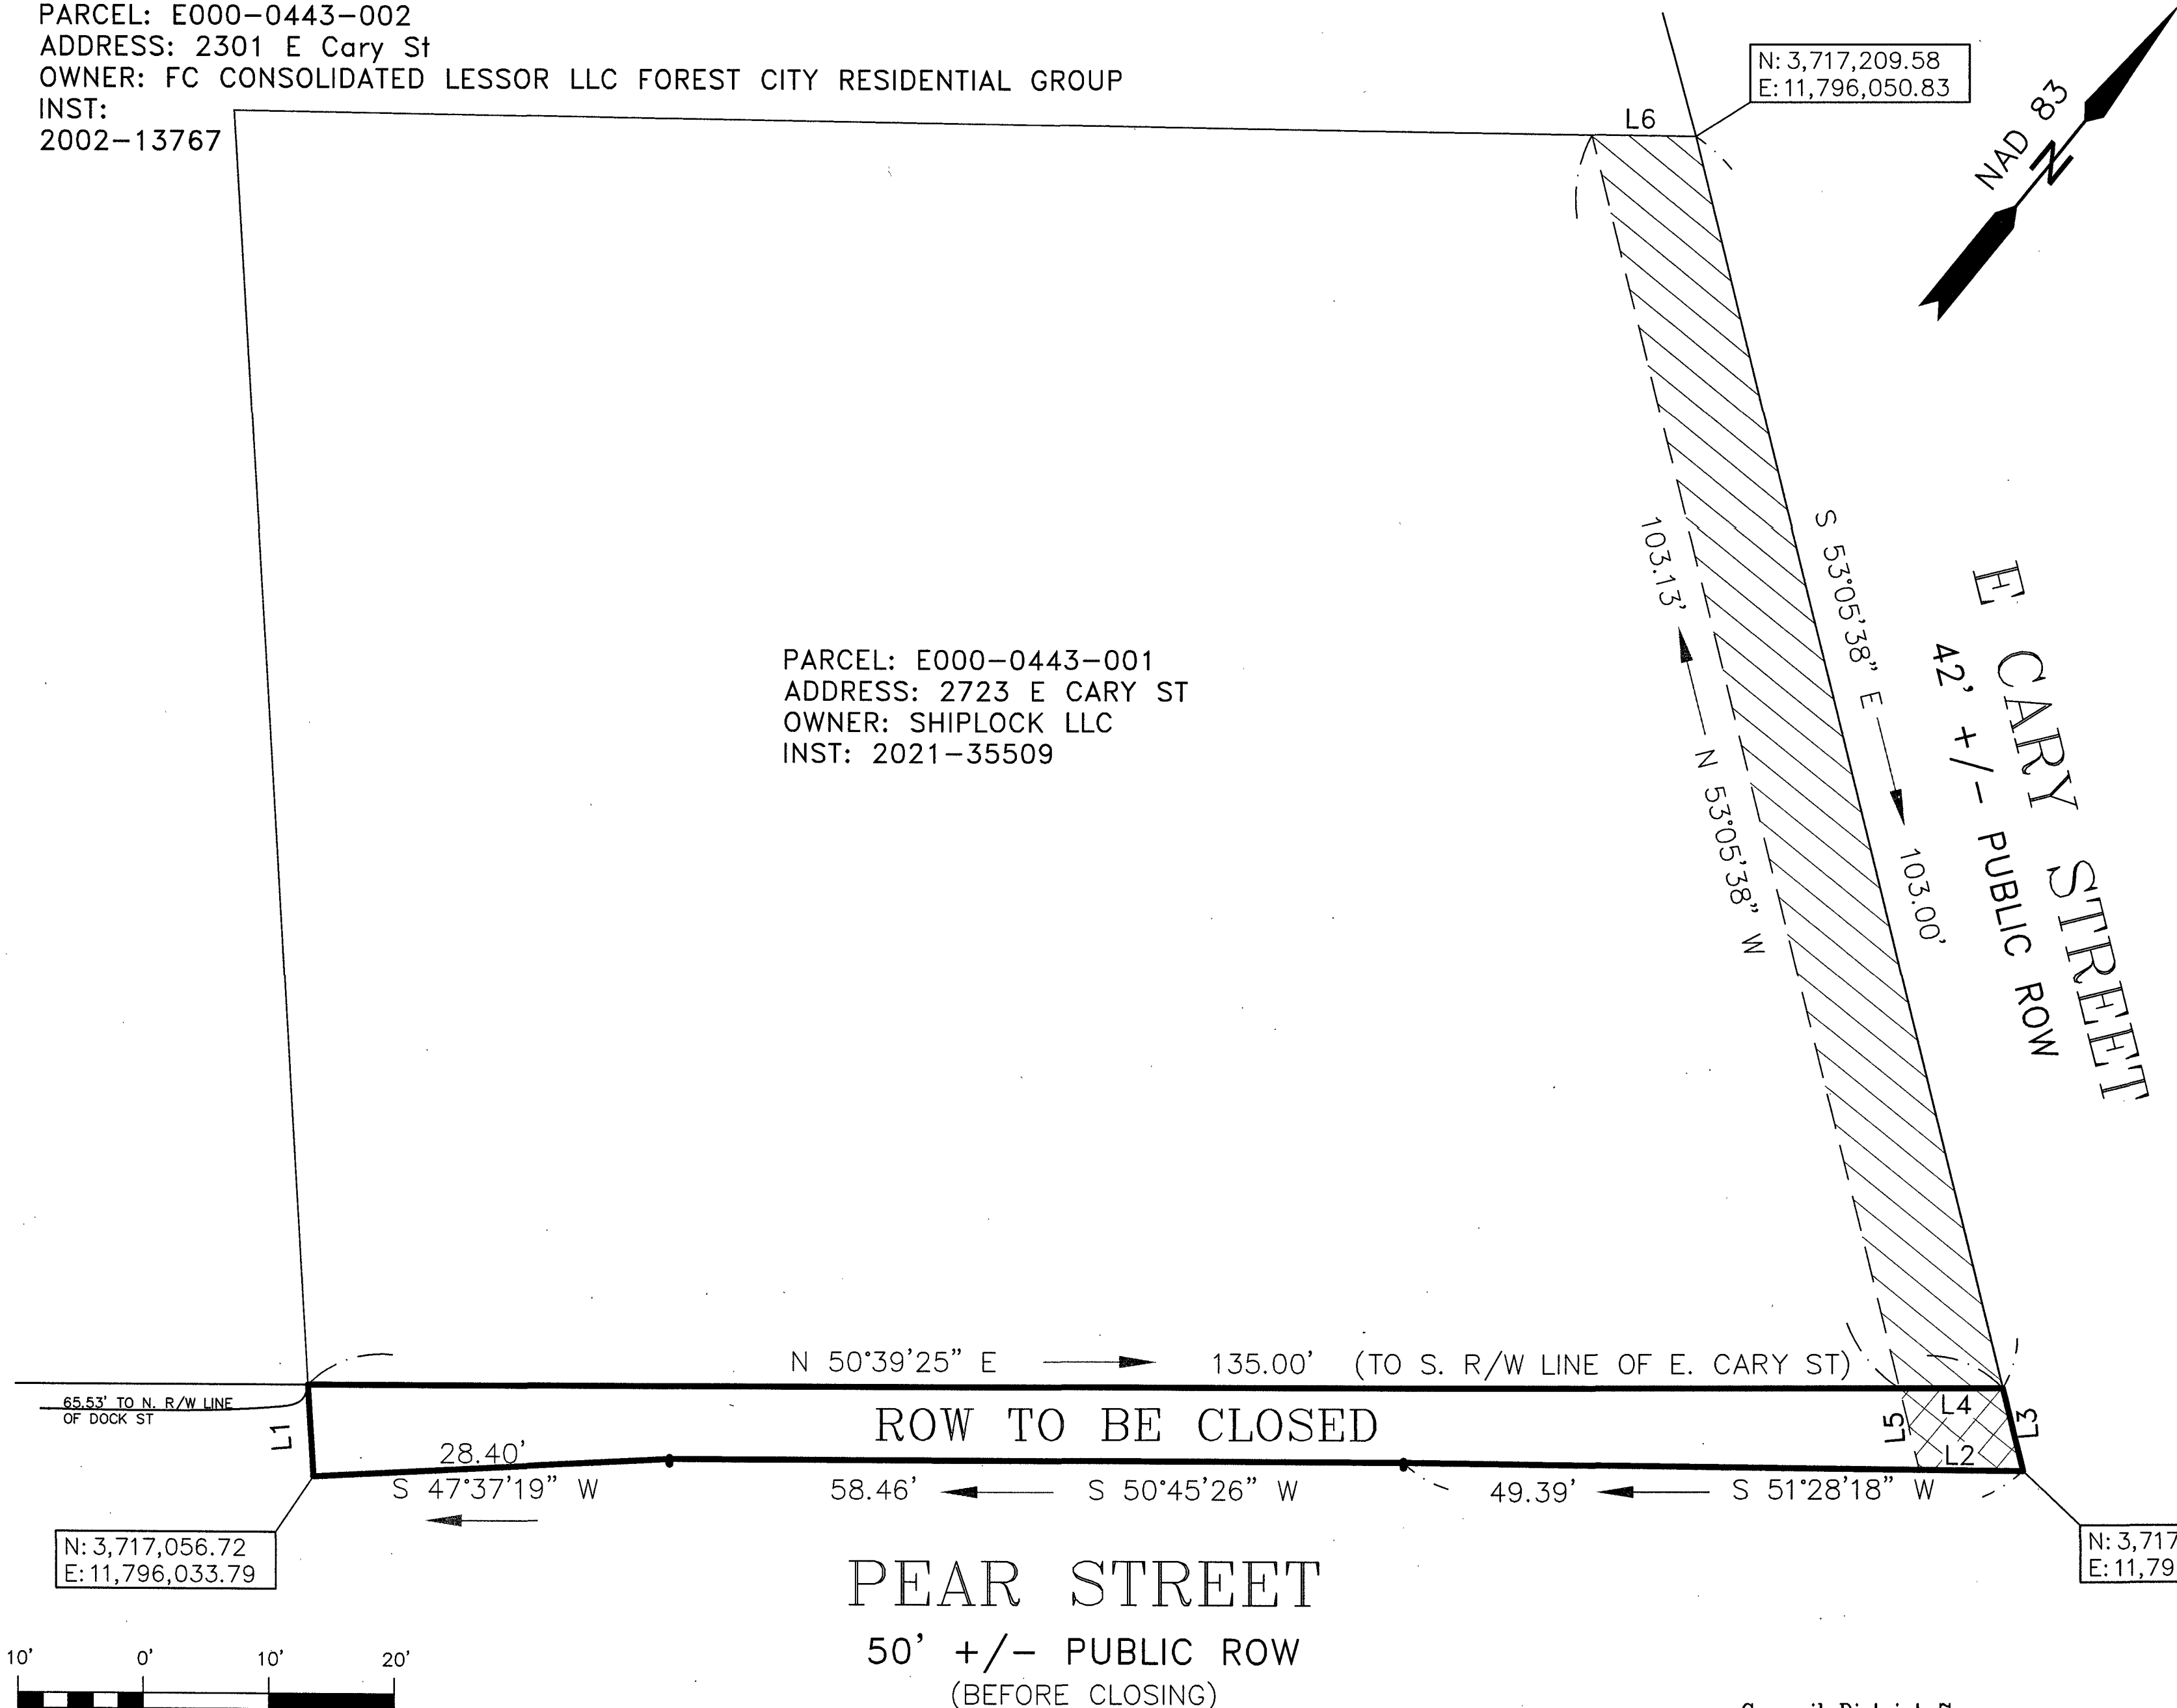 PARCEL: E000-0443-002
ADDRESS: 2301 E Cary St
OWNER: FC CONSOLIDATED LESSOR LLC FOREST CITY RESIDENTIAL GROUP
INST:
2002-13767
N: 3,717,209.58
E: 11,796,050.83
L6
NAD 83
N
PARCEL: E000-0443-001
ADDRESS: 2723 E CARY ST
OWNER: SHIPLOCK LLC
INST: 2021-35509
103.13'
N 53°05'38" W
S 53°05'38" E
103.00'
E CARY STREET
42' +/- PUBLIC ROW
N 50°39'25" E 135.00' (TO S. R/W LINE OF E. CARY ST)
65.53' TO N. R/W LINE
OF DOCK ST
L1
ROW TO BE CLOSED
L5
L4
L3
L2
28.40'
S 47°37'19" W
58.46' S 50°45'26" W
49.39' S 51°28'18" W
N: 3,717,056.72
E: 11,796,033.79
N: 3,717
E: 11,79
PEAR STREET
50' +/- PUBLIC ROW
(BEFORE CLOSING)
10' 0' 10' 20'